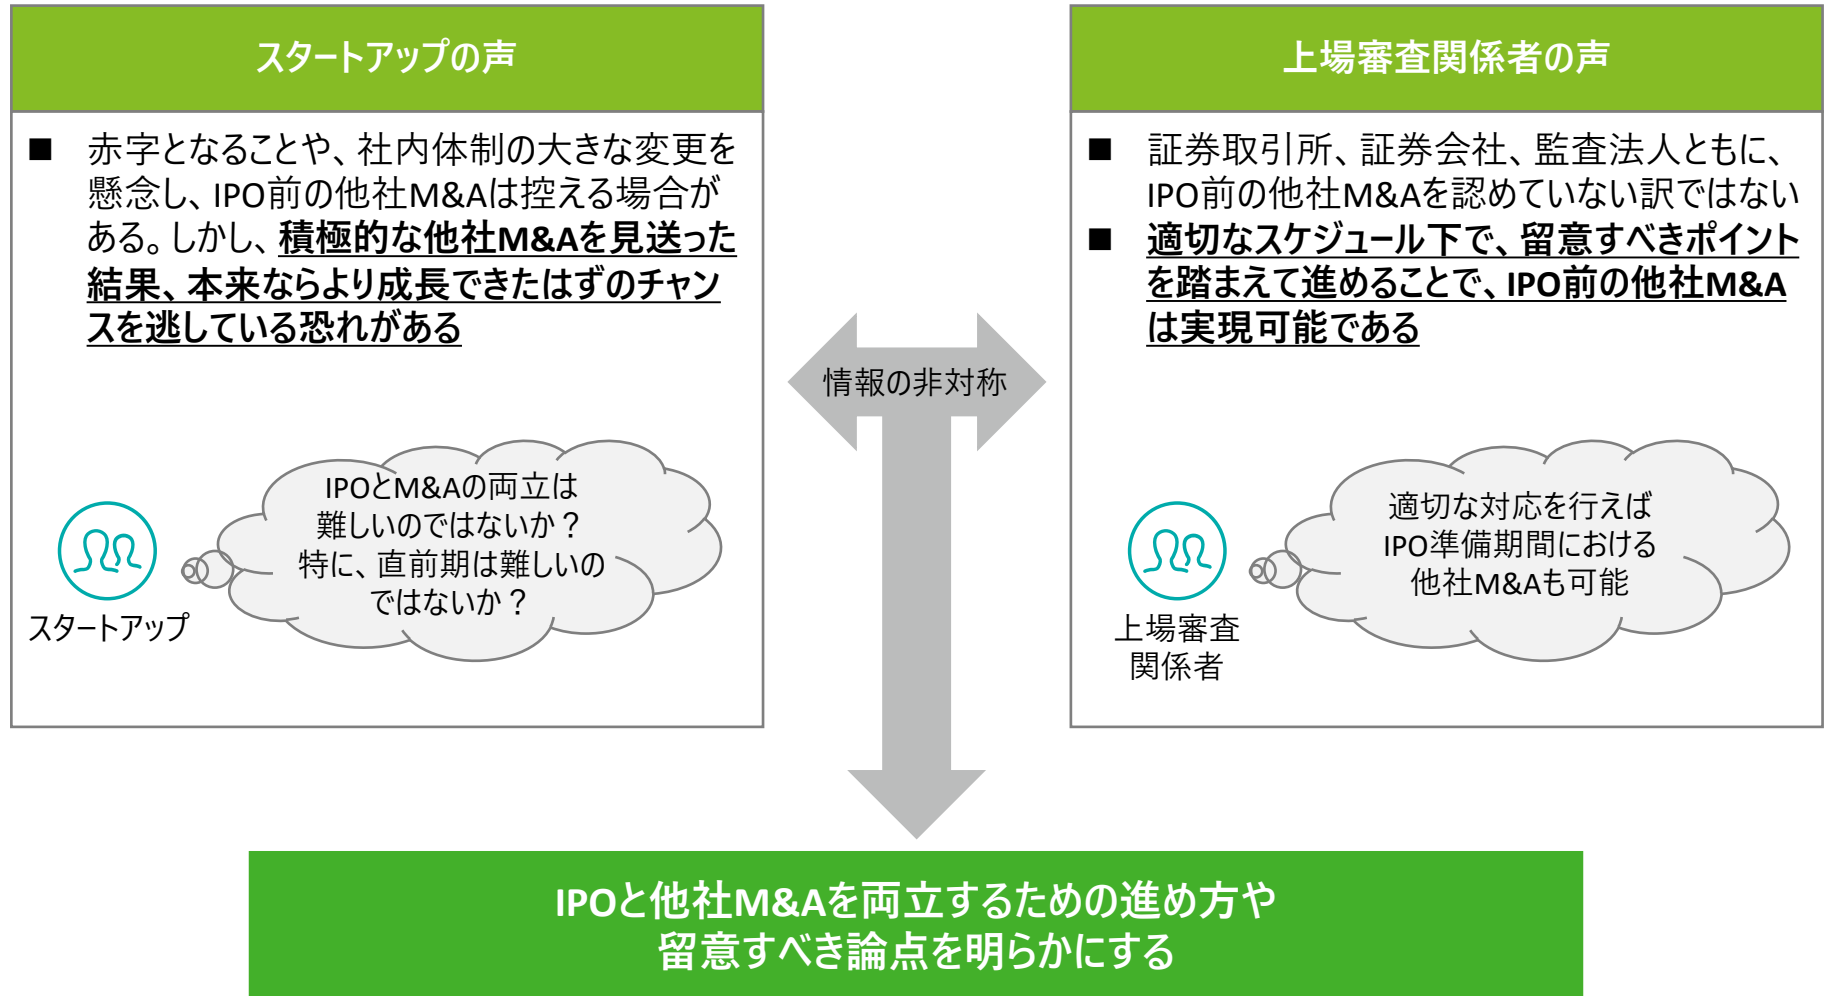 スタートアップの声
■ 赤字となることや、社内体制の大きな変更を
懸念し、IPO前の他社M&Aは控える場合が
ある。しかし、積極的な他社M&Aを見送った
結果、本来ならより成長できたはずのチャン
スを逃している恐れがある
IPOとM&Aの両立は
難しいのではないか？
特に、直前期は難しいの
ではないか？
スタートアップ
情報の非対称
上場審査関係者の声
■ 証券取引所、証券会社、監査法人ともに、
IPO前の他社M&Aを認めていない訳ではない
■ 適切なスケジュール下で、留意すべきポイント
を踏まえて進めることで、IPO前の他社M&A
は実現可能である
適切な対応を行えば
IPO準備期間における
他社M&Aも可能
上場審査
関係者
IPOと他社M&Aを両立するための進め方や
留意すべき論点を明らかにする